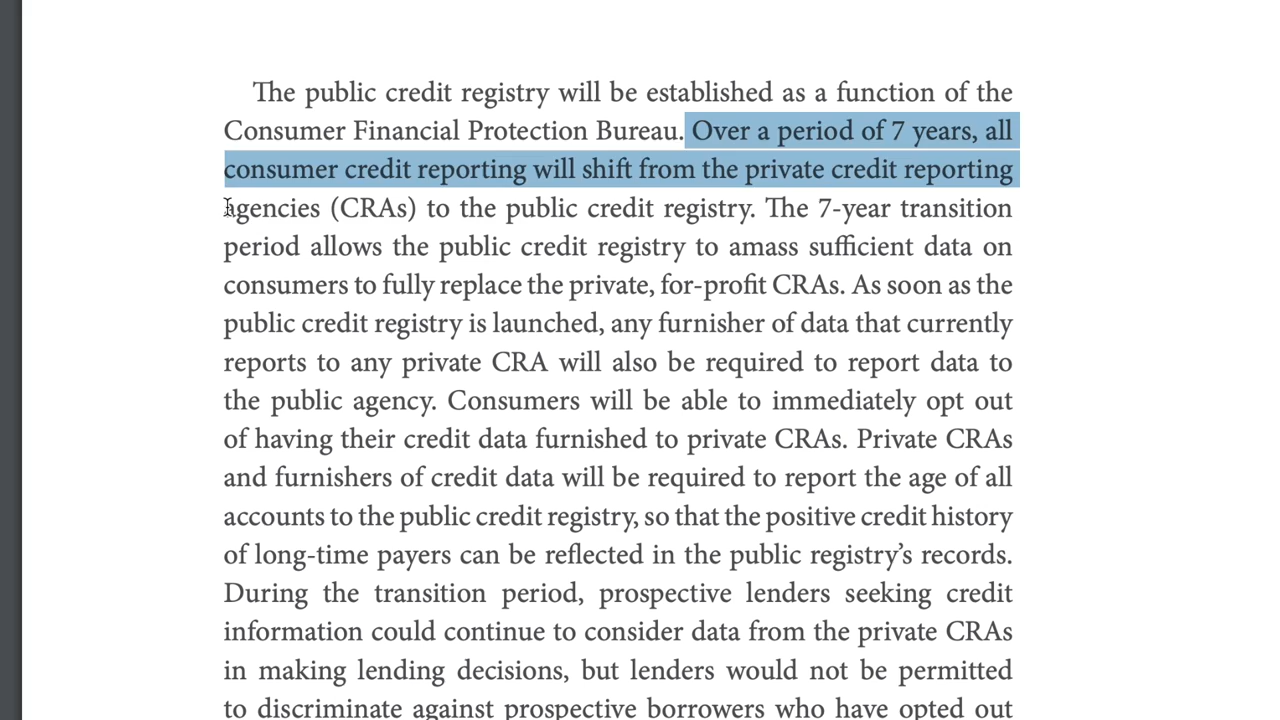 The public credit registry will be established as a function of the
Consumer Financial Protection Bureau. Over a period of 7 years, all
consumer credit reporting will shift from the private credit reporting
agencies (CRAs) to the public credit registry. The 7-year transition
period allows the public credit registry to amass sufficient data on
consumers to fully replace the private, for-profit CRAs. As soon as the
public credit registry is launched, any furnisher of data that currently
reports to any private CRA will also be required to report data to
the public agency. Consumers will be able to immediately opt out
of having their credit data furnished to private CRAs. Private CRAs
and furnishers of credit data will be required to report the age of all
accounts to the public credit registry, so that the positive credit history
of long-time payers can be reflected in the public registry’s records.
During the transition period, prospective lenders seeking credit
information could continue to consider data from the private CRAs
in making lending decisions, but lenders would not be permitted
to discriminate against prospective borrowers who have opted out